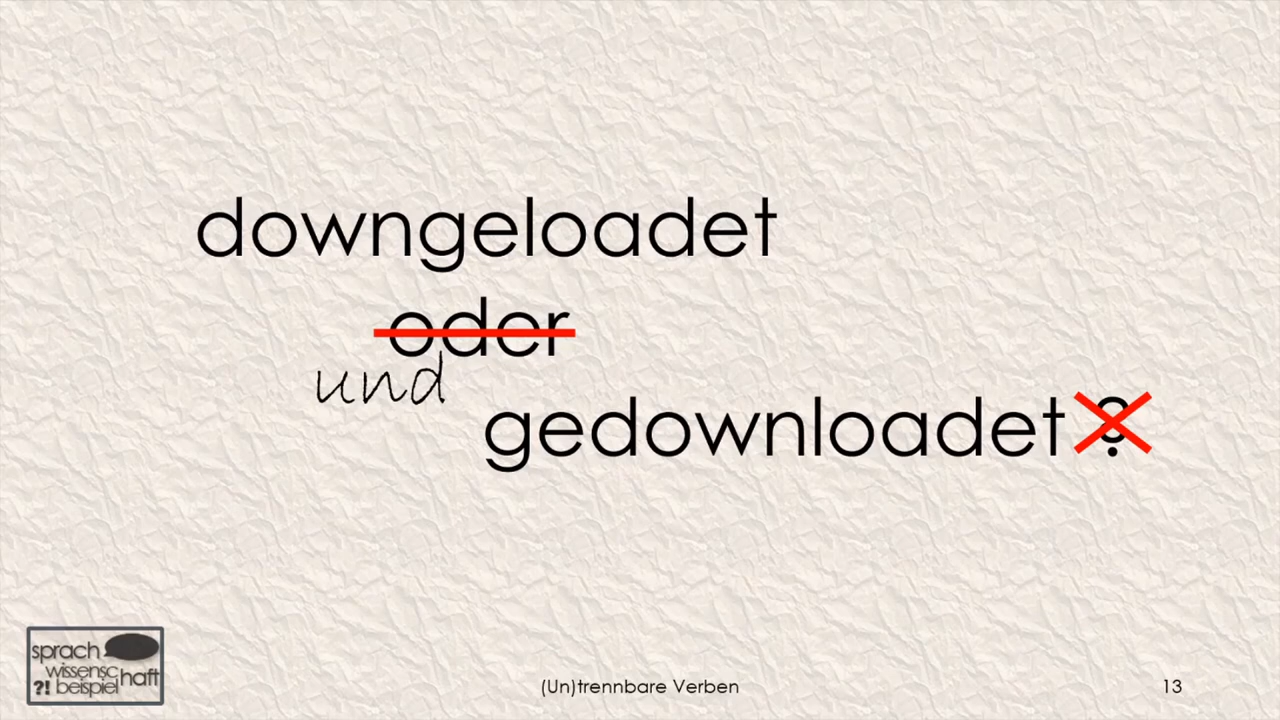 downgeloadet
oder
und
gedownloadet ?
sprach
wissensc
haft
?! beispiel
(Un)trennbare Verben
13